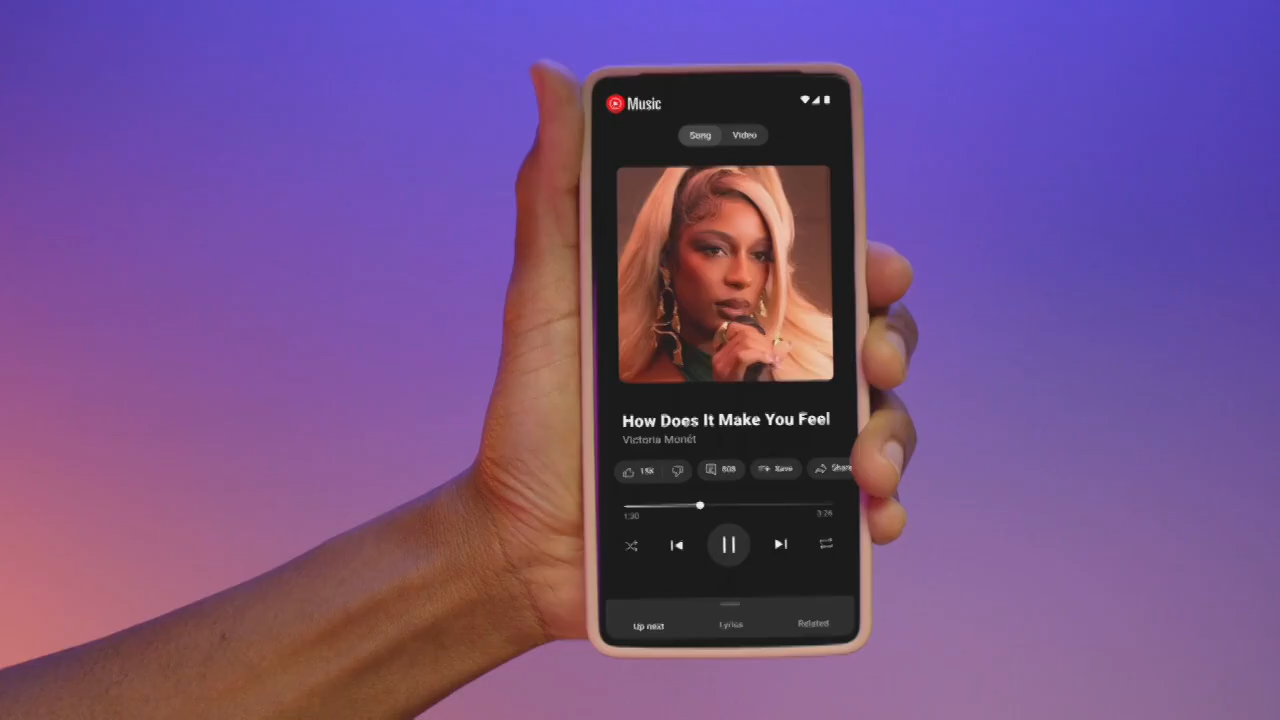 Music
Song Video
How Does It Make You Feel
Victoria Monét
15K 808 Save Share
1:30 3:26
Up next Lyrics Related